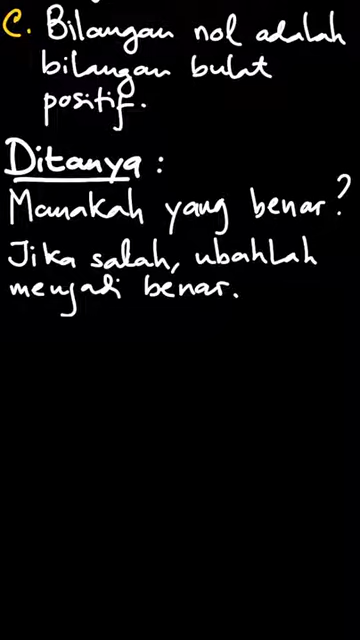 C. Bilangan nol adalah
bilangan bulat
positif.
Ditanya :
Manakah yang benar?
Jika salah, ubahlah
menjadi benar.